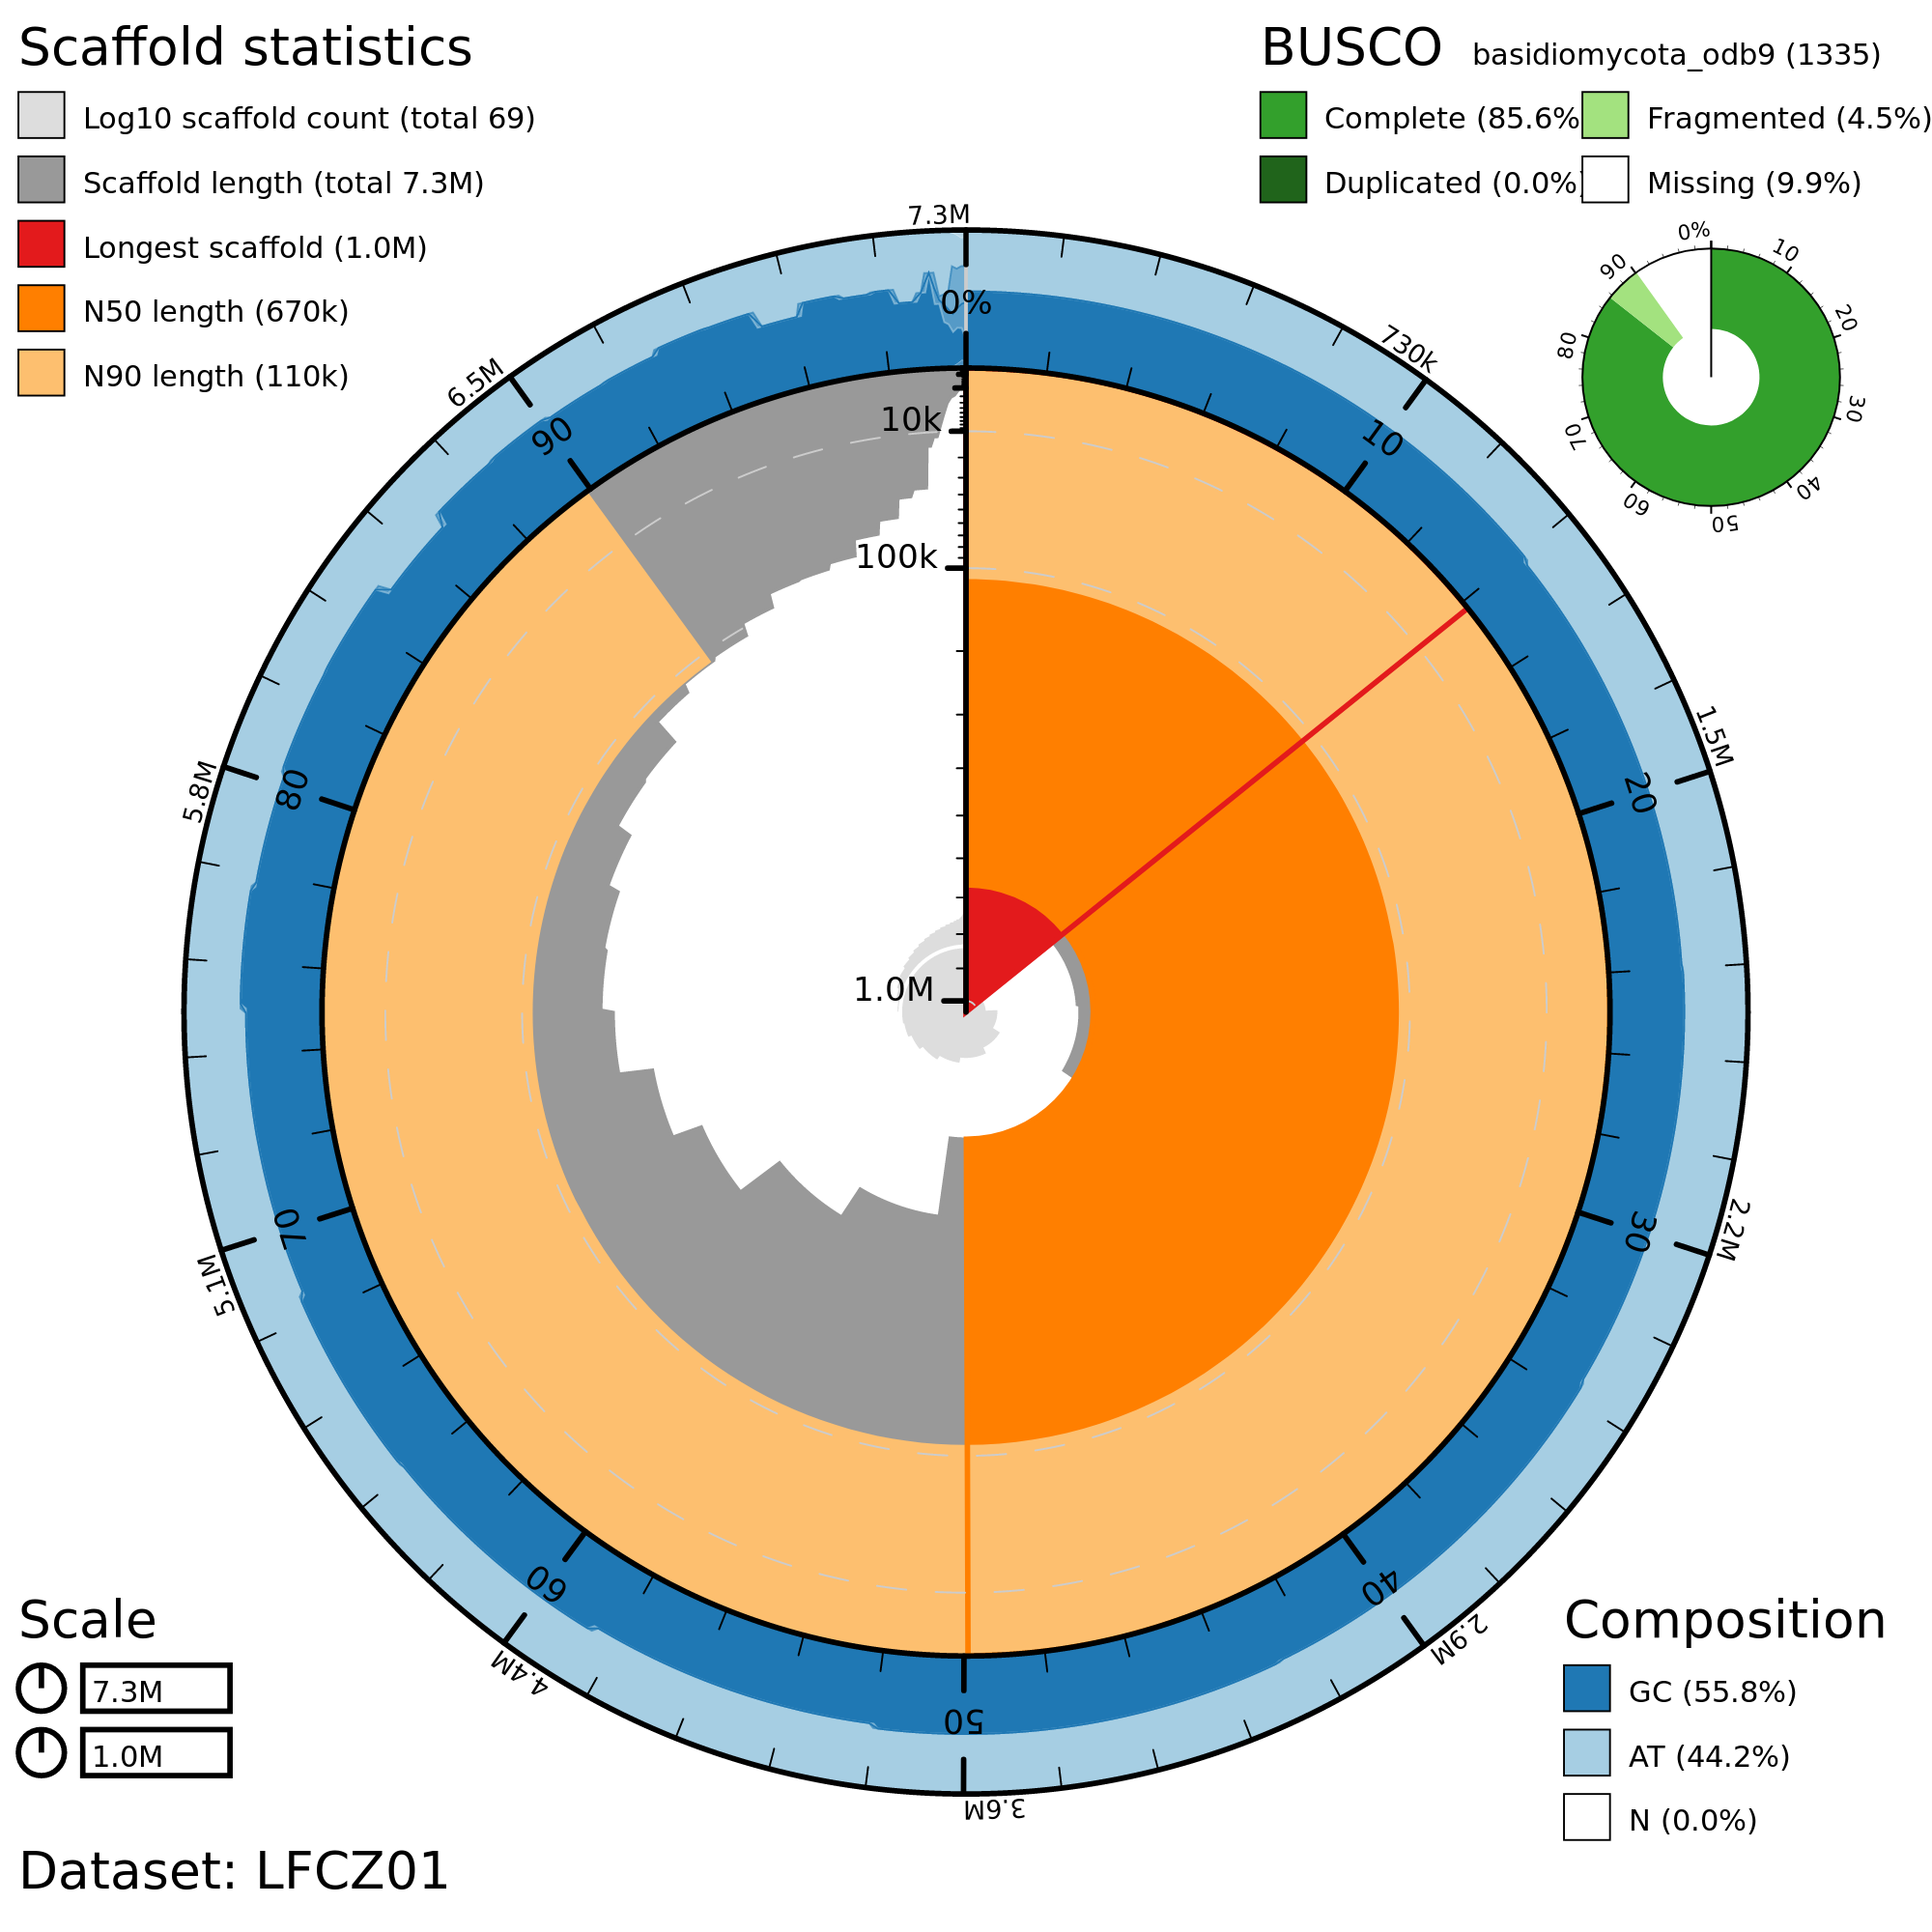 Scaffold statistics
Log10 scaffold count (total 69)
Scaffold length (total 7.3M)
Longest scaffold (1.0M)
N50 length (670k)
N90 length (110k)
BUSCO basidiomycota_odb9 (1335)
Complete (85.6% Fragmented (4.5%)
Duplicated (0.0%) Missing (9.9%)
0%
10
20
30
40
50
60
70
80
90
7.3M
730k
1.5M
2.2M
2.9M
3.6M
4.4M
5.1M
5.8M
6.5M
0%
10
20
30
40
50
60
70
80
90
10k
100k
1.0M
Scale
7.3M
1.0M
Composition
GC (55.8%)
AT (44.2%)
N (0.0%)
Dataset: LFCZ01